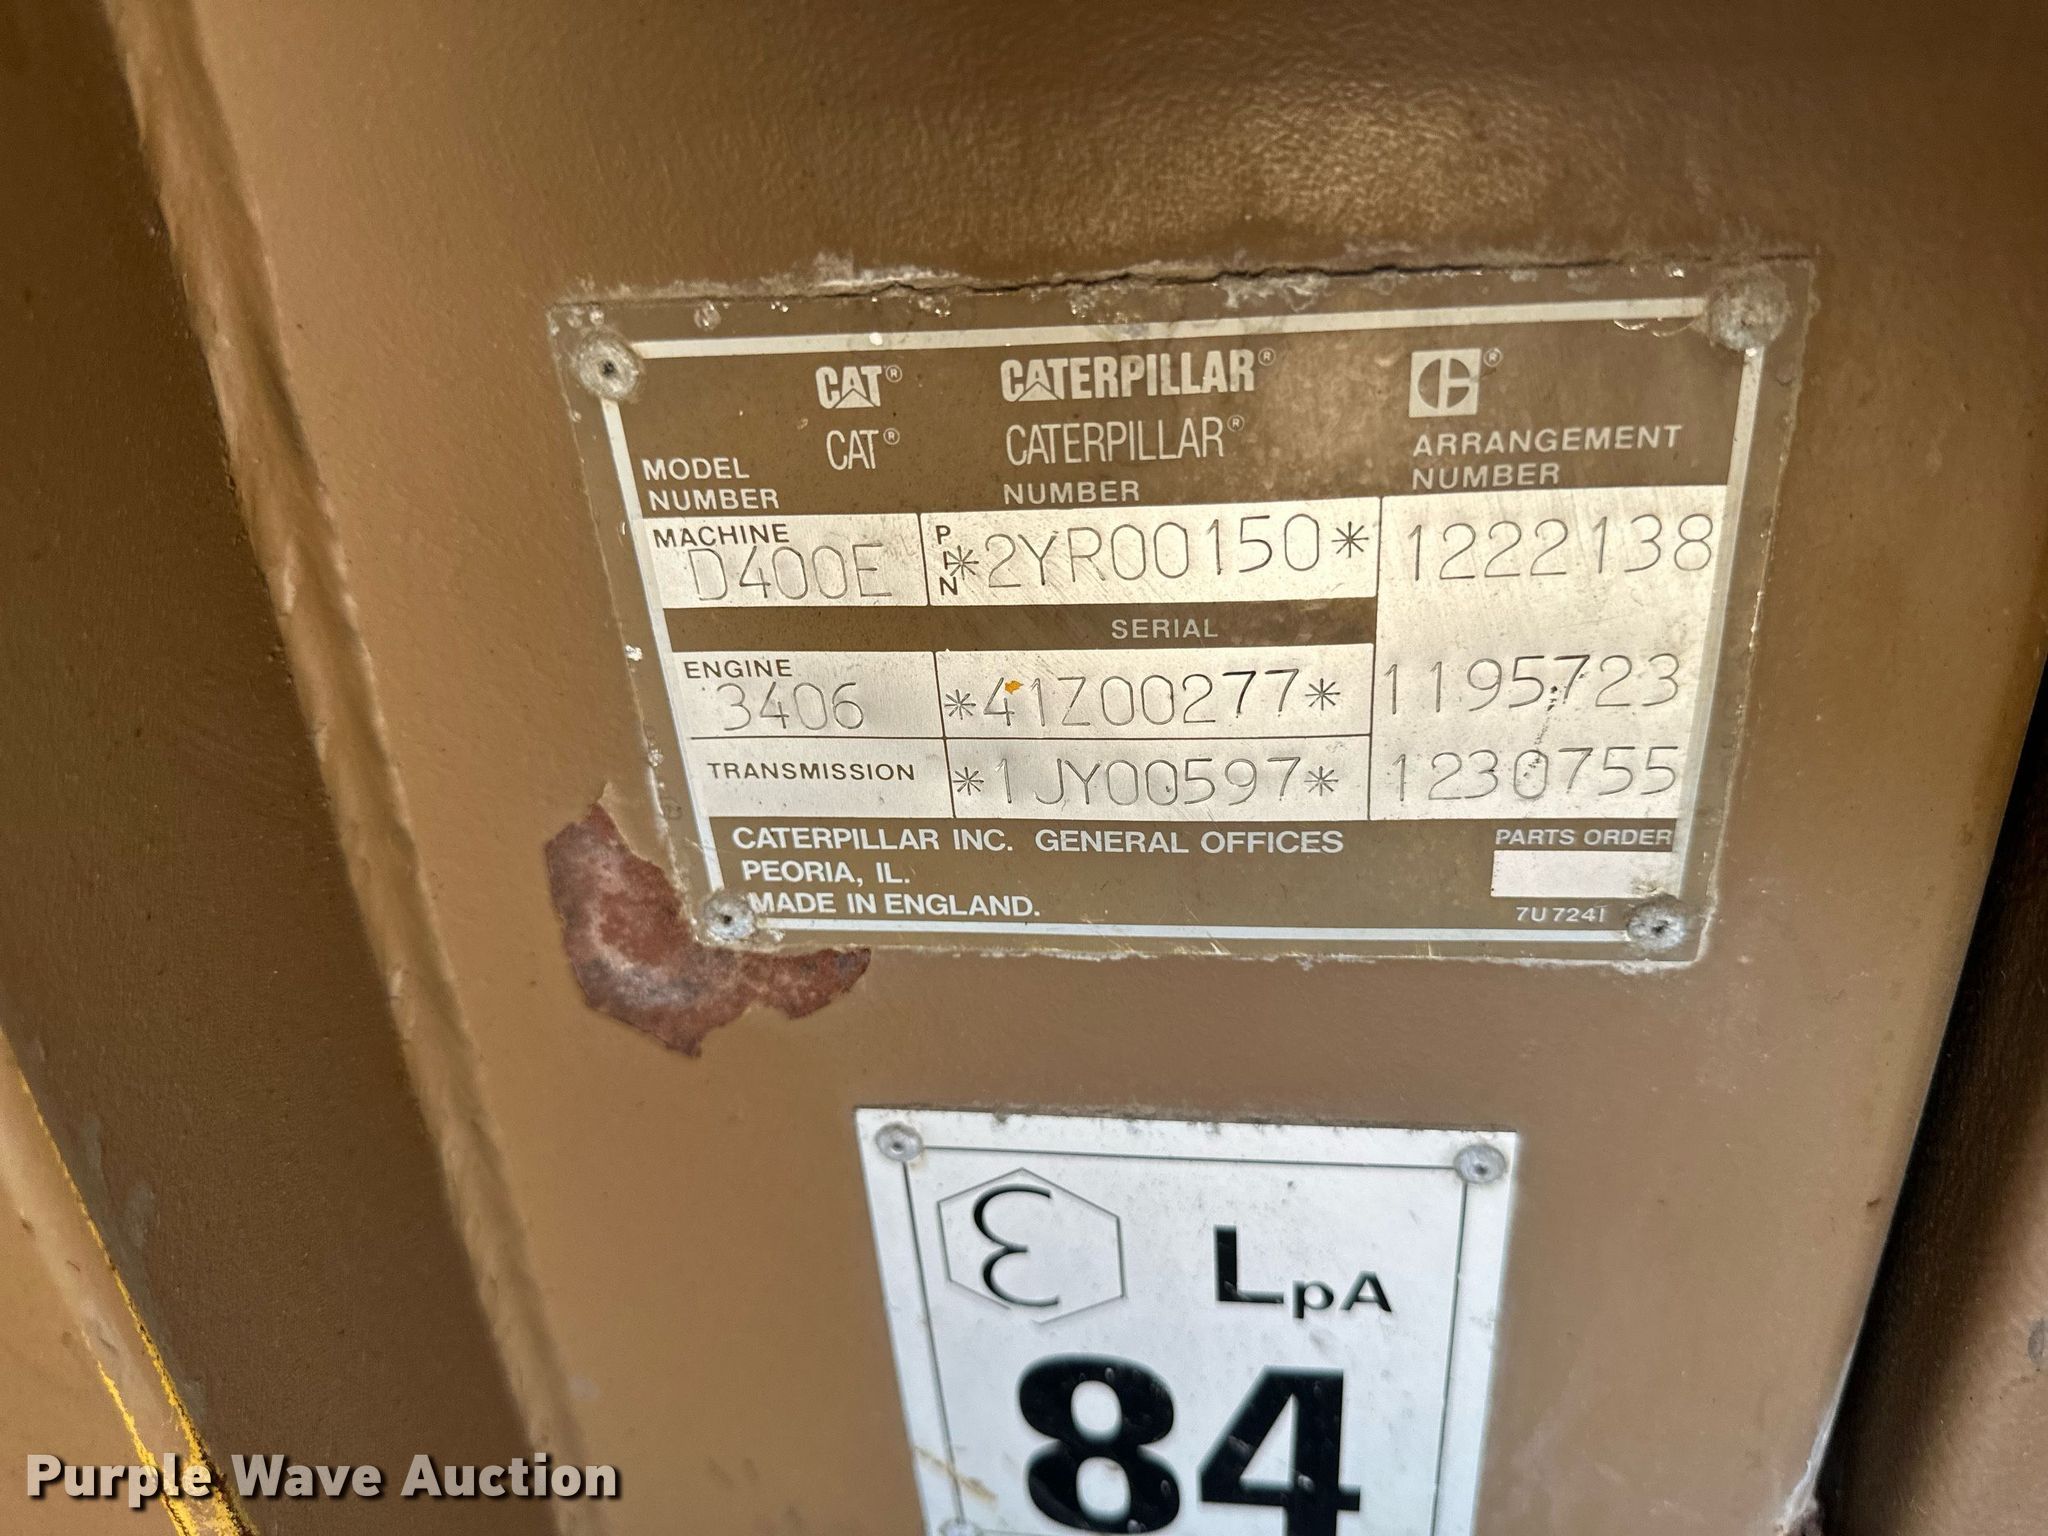 CAT® CATERPILLAR® ®
CAT® CATERPILLAR® ARRANGEMENT
MODEL NUMBER NUMBER NUMBER
MACHINE D400E PIN *2YR00150* 1222138
SERIAL
ENGINE 3406 *41Z00277* 1195723
TRANSMISSION *1JY00597* 1230755
CATERPILLAR INC. GENERAL OFFICES PARTS ORDER
PEORIA, IL.
MADE IN ENGLAND. 7U7241
ε LpA
84
Purple Wave Auction